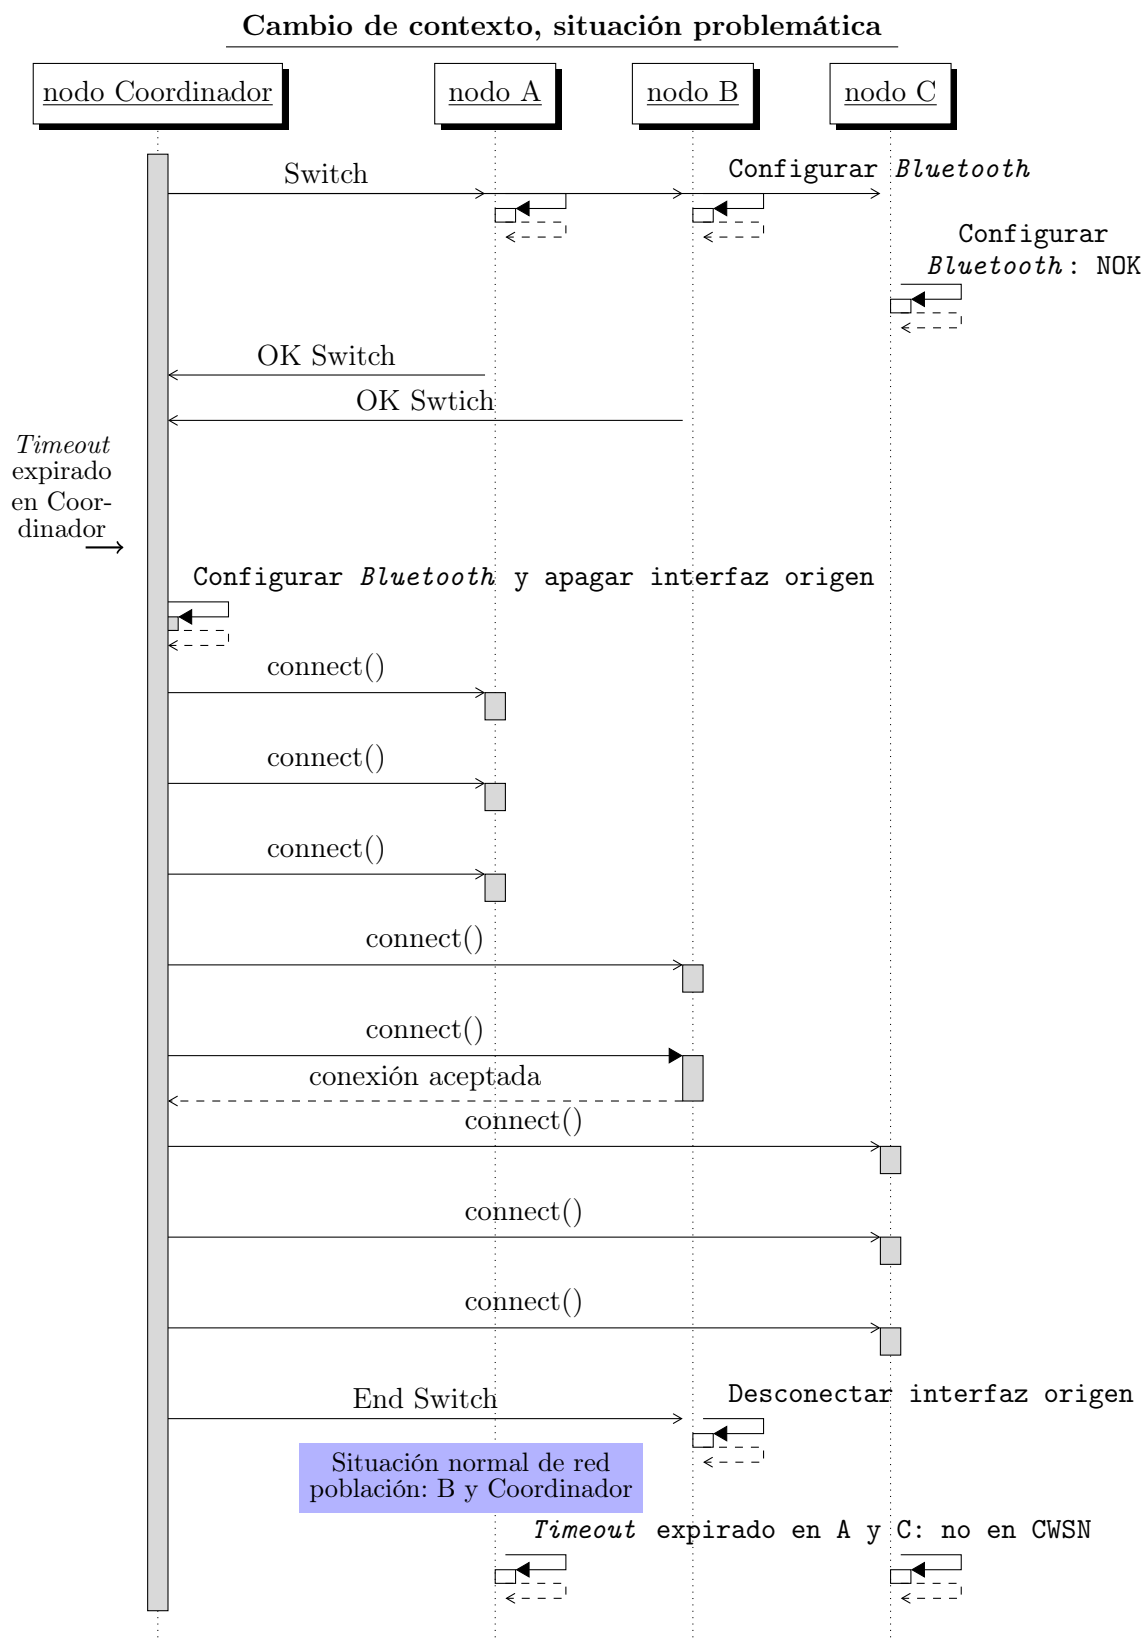 Cambio de contexto, situación problemática
nodo Coordinador
nodo A
nodo B
nodo C
Switch
Configurar Bluetooth
Configurar
Bluetooth: NOK
OK Switch
OK Swtich
Timeout
expirado
en Coor-
dinador
Configurar Bluetooth y apagar interfaz origen
connect()
connect()
connect()
connect()
connect()
conexión aceptada
connect()
connect()
connect()
End Switch
Desconectar interfaz origen
Situación normal de red
población: B y Coordinador
Timeout expirado en A y C: no en CWSN